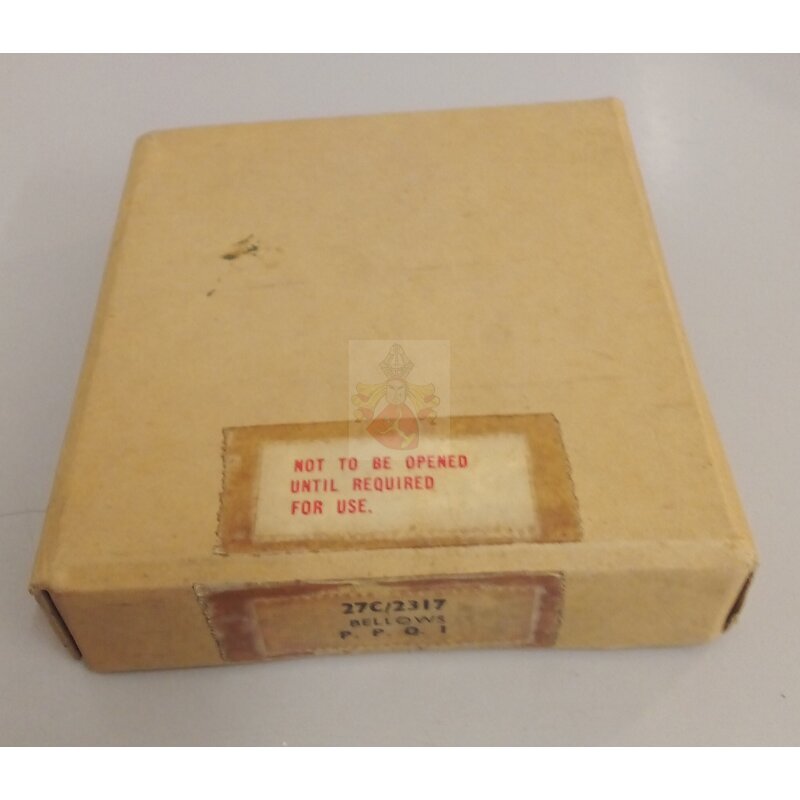 NOT TO BE OPENED
UNTIL REQUIRED
FOR USE.
27C/2317
BELLOWS
P. P. Q. 1